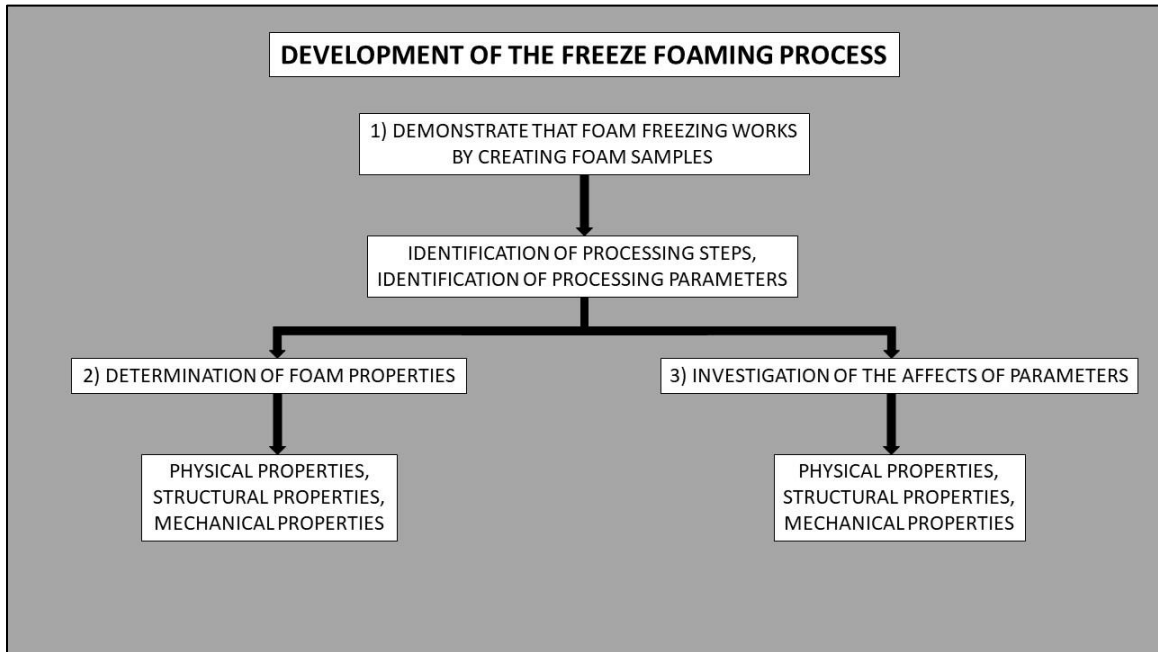 DEVELOPMENT OF THE FREEZE FOAMING PROCESS
1) DEMONSTRATE THAT FOAM FREEZING WORKS
BY CREATING FOAM SAMPLES
IDENTIFICATION OF PROCESSING STEPS,
IDENTIFICATION OF PROCESSING PARAMETERS
2) DETERMINATION OF FOAM PROPERTIES
3) INVESTIGATION OF THE AFFECTS OF PARAMETERS
PHYSICAL PROPERTIES,
STRUCTURAL PROPERTIES,
MECHANICAL PROPERTIES
PHYSICAL PROPERTIES,
STRUCTURAL PROPERTIES,
MECHANICAL PROPERTIES